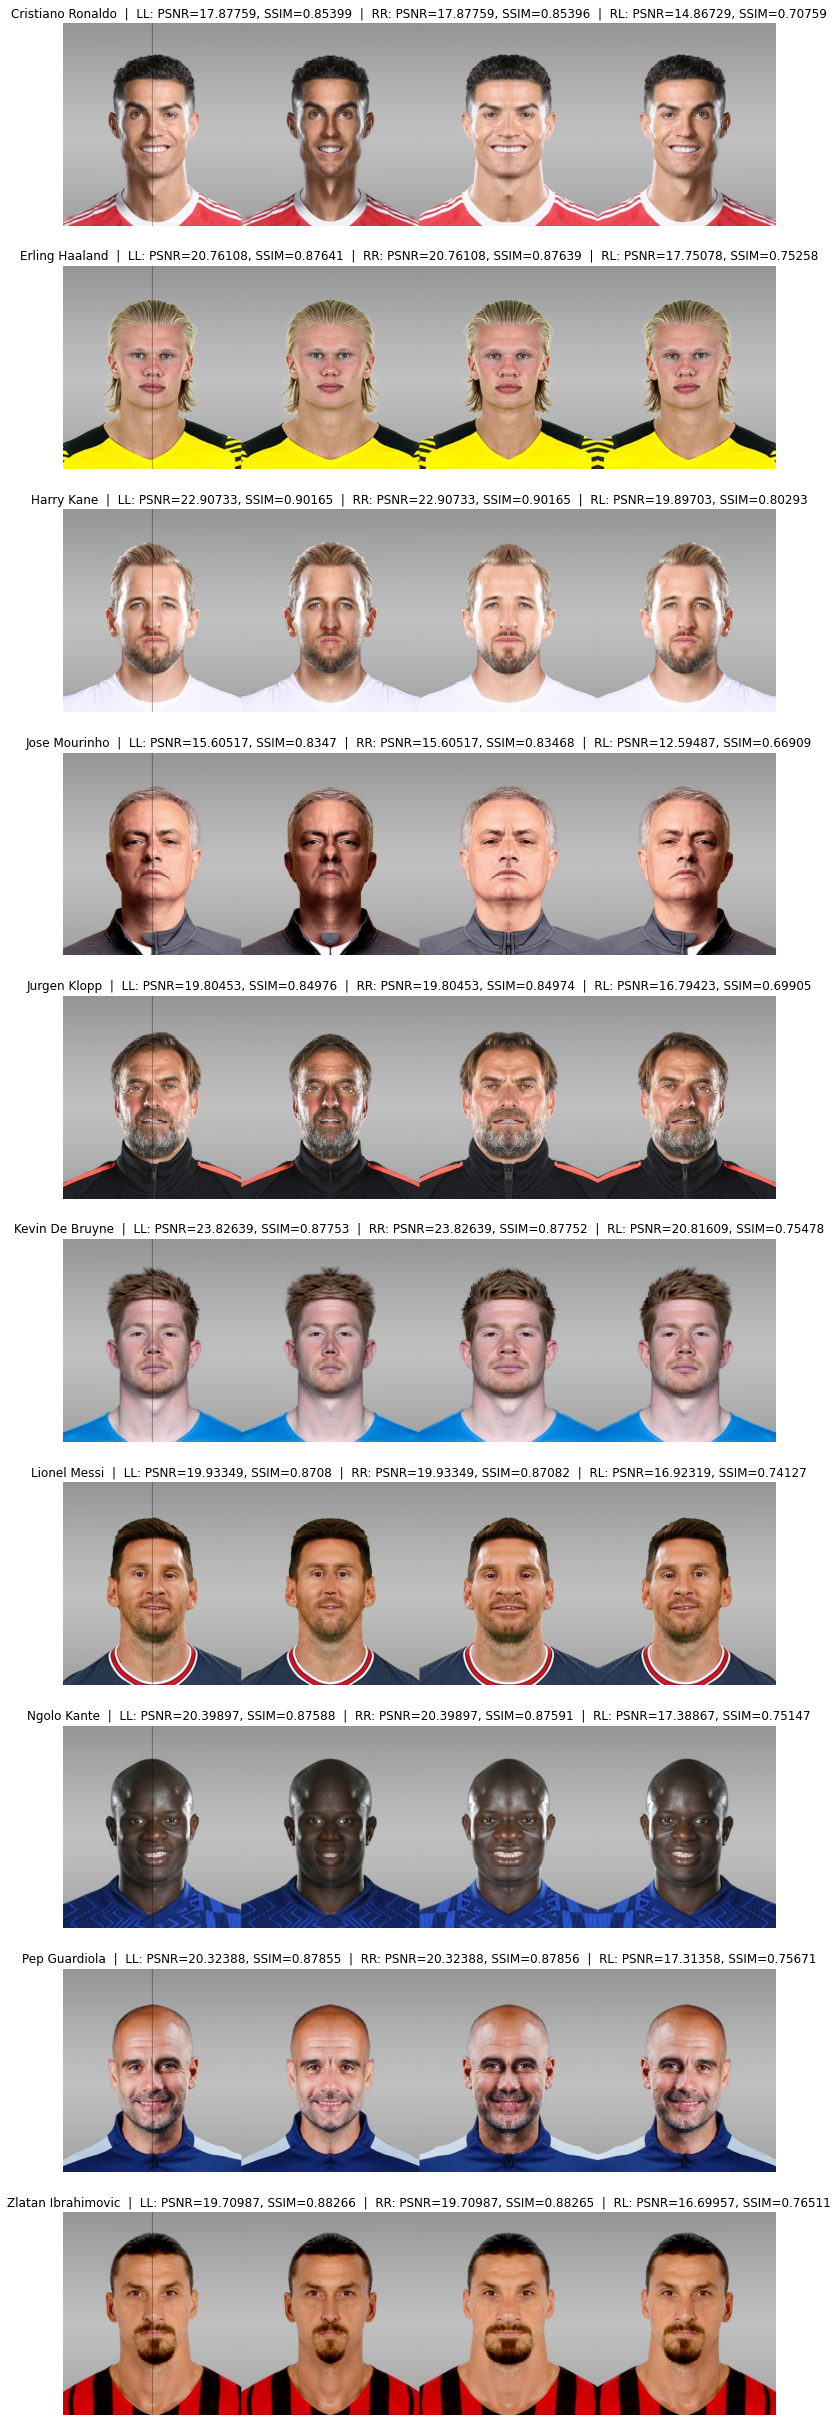 Cristiano Ronaldo | LL: PSNR=17.87759, SSIM=0.85399 | RR: PSNR=17.87759, SSIM=0.85396 | RL: PSNR=14.86729, SSIM=0.70759
Erling Haaland | LL: PSNR=20.76108, SSIM=0.87641 | RR: PSNR=20.76108, SSIM=0.87639 | RL: PSNR=17.75078, SSIM=0.75258
Harry Kane | LL: PSNR=22.90733, SSIM=0.90165 | RR: PSNR=22.90733, SSIM=0.90165 | RL: PSNR=19.89703, SSIM=0.80293
Jose Mourinho | LL: PSNR=15.60517, SSIM=0.8347 | RR: PSNR=15.60517, SSIM=0.83468 | RL: PSNR=12.59487, SSIM=0.66909
Jurgen Klopp | LL: PSNR=19.80453, SSIM=0.84976 | RR: PSNR=19.80453, SSIM=0.84974 | RL: PSNR=16.79423, SSIM=0.69905
Kevin De Bruyne | LL: PSNR=23.82639, SSIM=0.87753 | RR: PSNR=23.82639, SSIM=0.87752 | RL: PSNR=20.81609, SSIM=0.75478
Lionel Messi | LL: PSNR=19.93349, SSIM=0.8708 | RR: PSNR=19.93349, SSIM=0.87082 | RL: PSNR=16.92319, SSIM=0.74127
Ngolo Kante | LL: PSNR=20.39897, SSIM=0.87588 | RR: PSNR=20.39897, SSIM=0.87591 | RL: PSNR=17.38867, SSIM=0.75147
Pep Guardiola | LL: PSNR=20.32388, SSIM=0.87855 | RR: PSNR=20.32388, SSIM=0.87856 | RL: PSNR=17.31358, SSIM=0.75671
Zlatan Ibrahimovic | LL: PSNR=19.70987, SSIM=0.88266 | RR: PSNR=19.70987, SSIM=0.88265 | RL: PSNR=16.69957, SSIM=0.76511